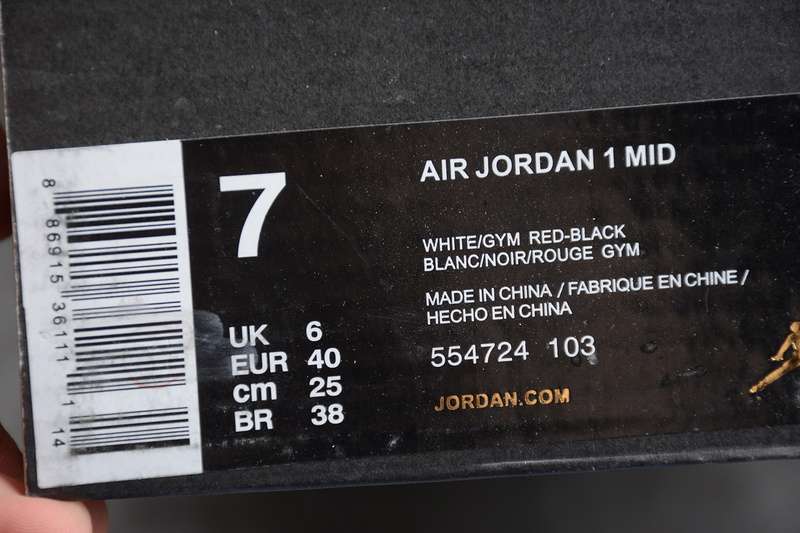 8 86915 36111 1 14
7
UK 6
EUR 40
cm 25
BR 38
AIR JORDAN 1 MID
WHITE/GYM RED-BLACK
BLANC/NOIR/ROUGE GYM
MADE IN CHINA / FABRIQUE EN CHINE /
HECHO EN CHINA
554724 103
JORDAN.COM